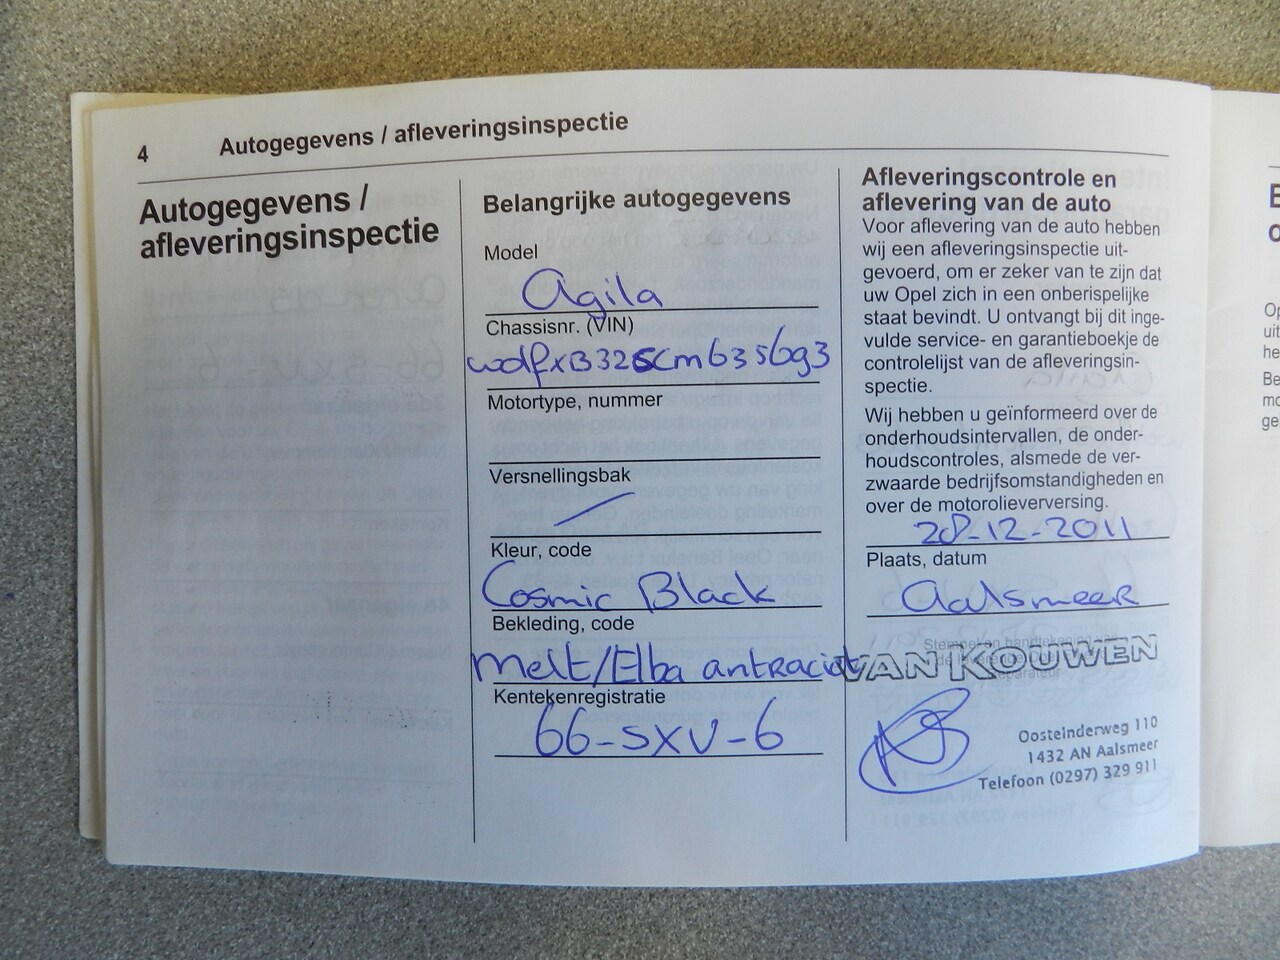 4
Autogegevens / afleveringsinspectie
Autogegevens /
afleveringsinspectie
Belangrijke autogegevens
Model
Agila
Chassisnr. (VIN)
Motortype, nummer
Versnellingsbak
Kleur, code
Cosmic Black
Bekleding, code
Melt/Elba antraciet
Kentekenregistratie
66-SXV-6
Afleveringscontrole en
aflevering van de auto
Voor aflevering van de auto hebben
wij een afleveringsinspectie uit-
gevoerd, om er zeker van te zijn dat
uw Opel zich in een onberispelijke
staat bevindt. U ontvangt bij dit inge-
vulde service- en garantieboekje de
controlelijst van de afleveringsin-
spectie.
Wij hebben u geïnformeerd over de
onderhoudsintervallen, de onder-
houdscontroles, alsmede de ver-
zwaarde bedrijfsomstandigheden en
over de motorolieverversing.
28-12-2011
Plaats, datum
Aalsmeer
Stempel en handtekening van
VAN KOUWEN
Oosteinderweg 110
1432 AN Aalsmeer
Telefoon (0297) 329 911